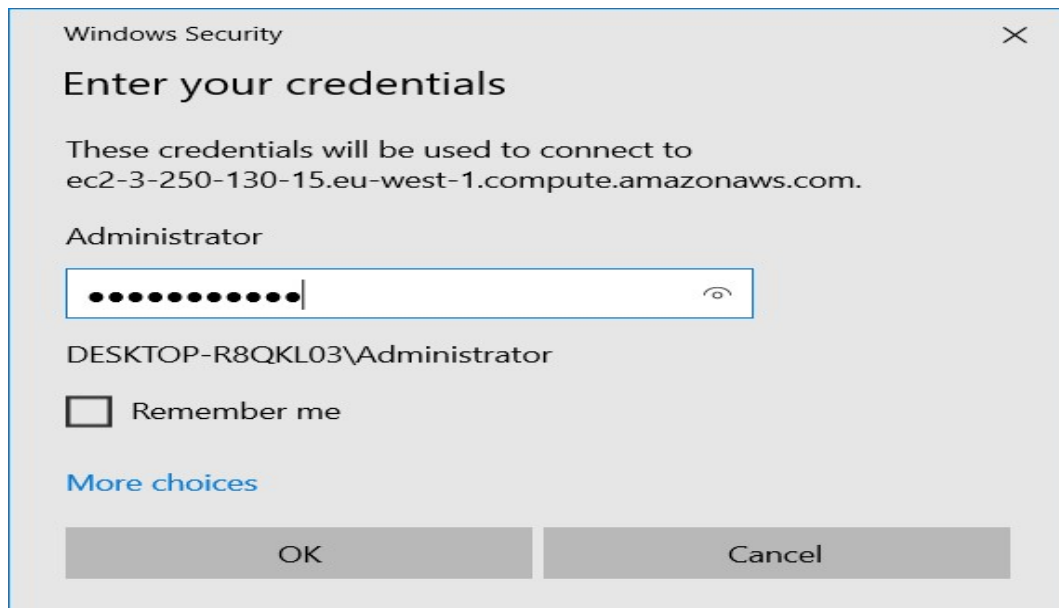 Windows Security
Enter your credentials
These credentials will be used to connect to
ec2-3-250-130-15.eu-west-1.compute.amazonaws.com.
Administrator
●●●●●●●●●●●
DESKTOP-R8QKL03\Administrator
Remember me
More choices
OK
Cancel